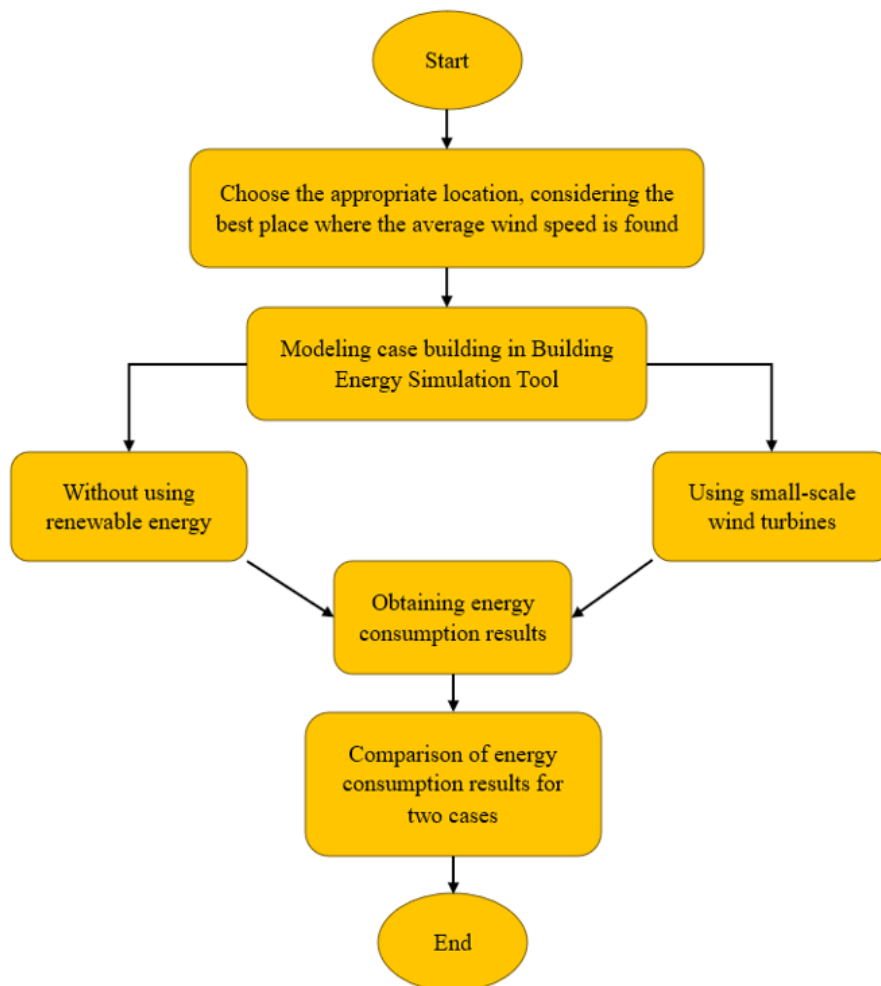 Start
Choose the appropriate location, considering the
best place where the average wind speed is found
Modeling case building in Building
Energy Simulation Tool
Without using
renewable energy
Using small-scale
wind turbines
Obtaining energy
consumption results
Comparison of energy
consumption results for
two cases
End